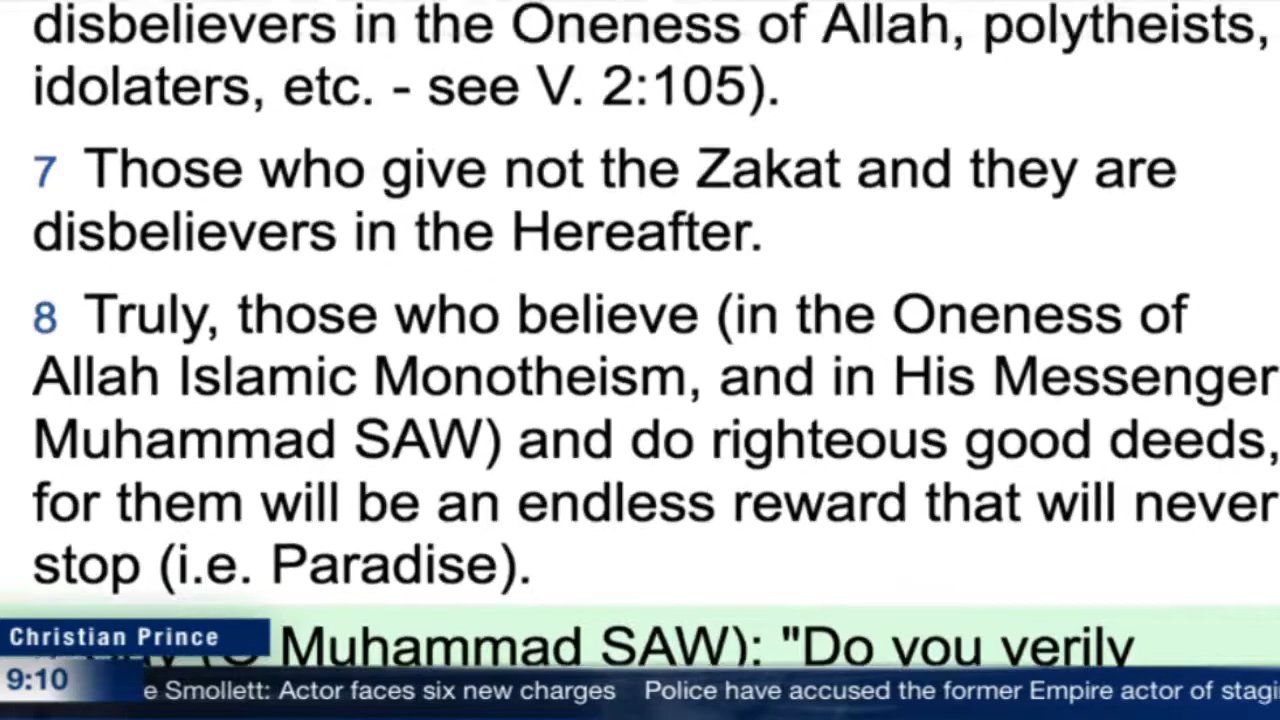 disbelievers in the Oneness of Allah, polytheists,
idolaters, etc. - see V. 2:105).
7 Those who give not the Zakat and they are
disbelievers in the Hereafter.
8 Truly, those who believe (in the Oneness of
Allah Islamic Monotheism, and in His Messenger
Muhammad SAW) and do righteous good deeds,
for them will be an endless reward that will never
stop (i.e. Paradise).
Muhammad SAW): "Do you verily
Christian Prince
9:10
e Smollett: Actor faces six new charges Police have accused the former Empire actor of stagi